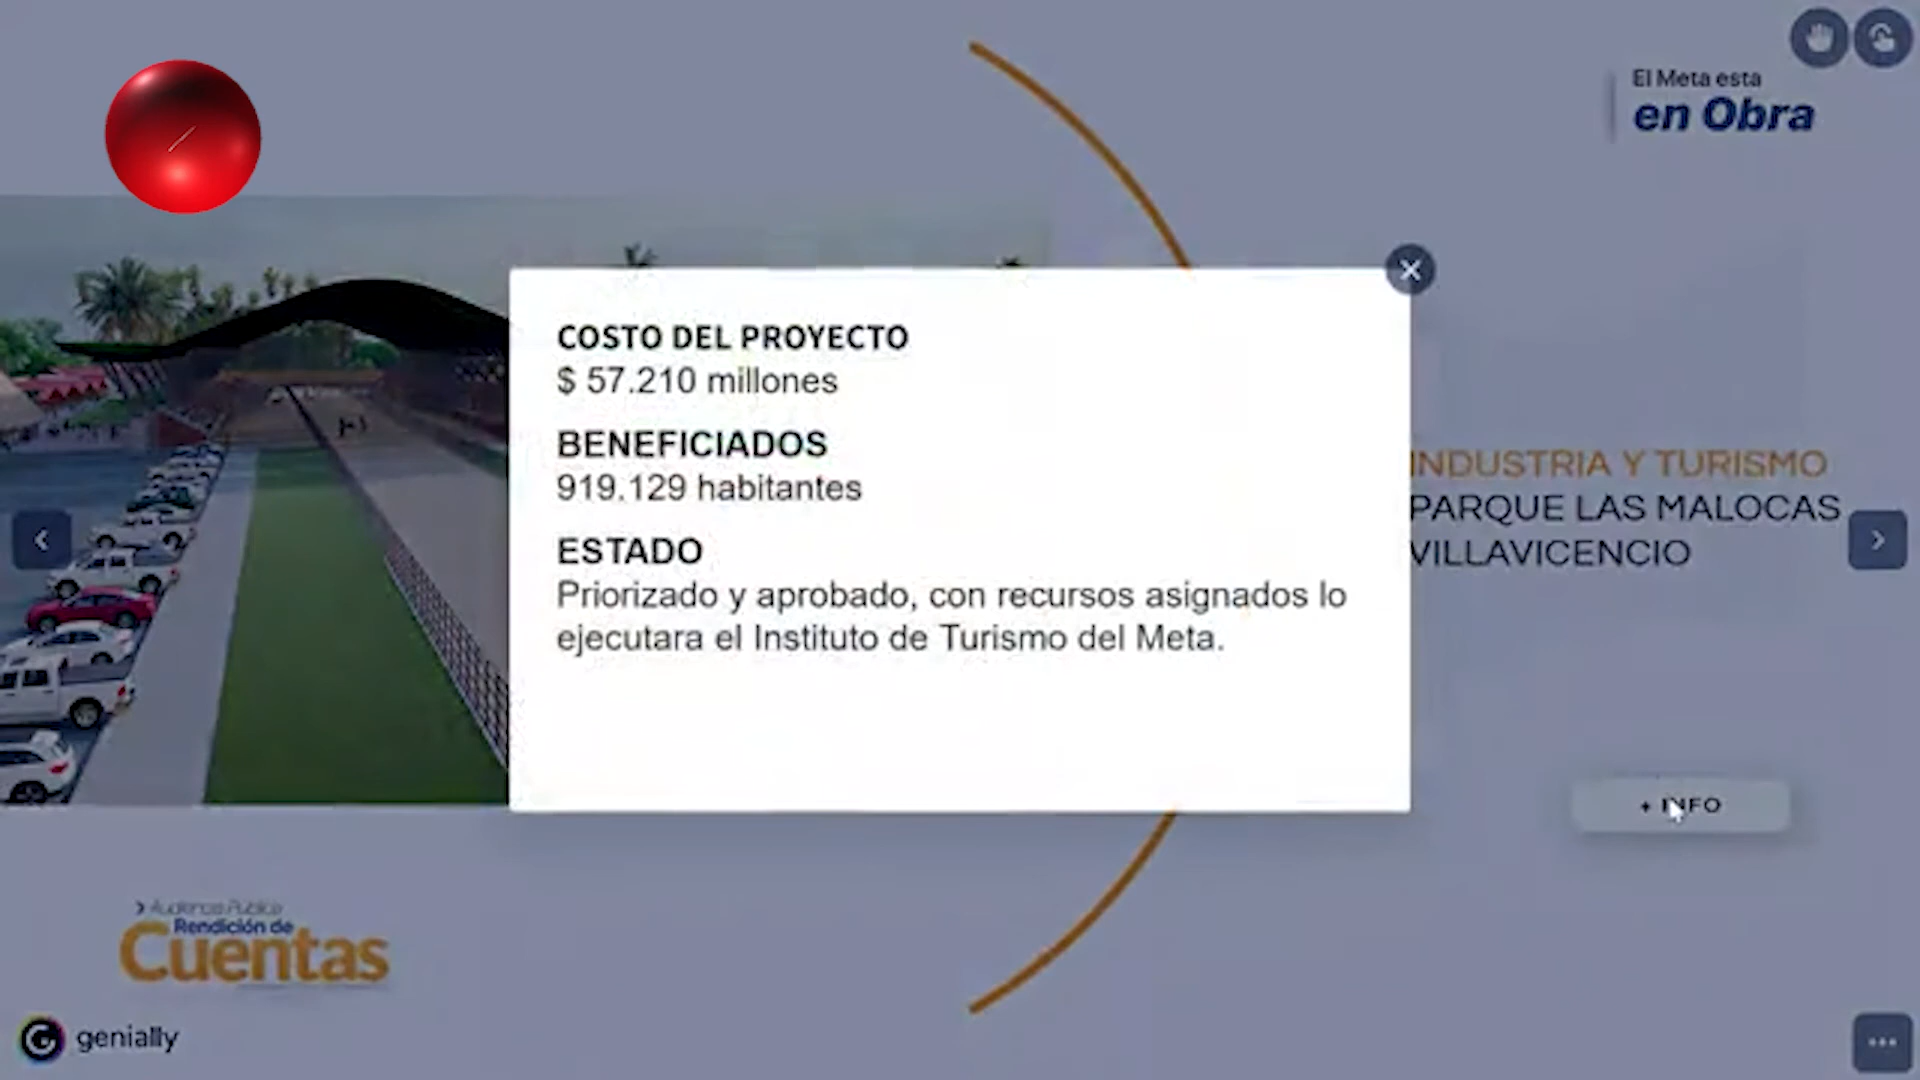 El Meta esta
en Obra
COSTO DEL PROYECTO
$ 57.210 millones
BENEFICIADOS
919.129 habitantes
ESTADO
Priorizado y aprobado, con recursos asignados lo
ejecutara el Instituto de Turismo del Meta.
INDUSTRIA Y TURISMO
PARQUE LAS MALOCAS
VILLAVICENCIO
+ INFO
Audiencia Pública
Rendición de
Cuentas
genially